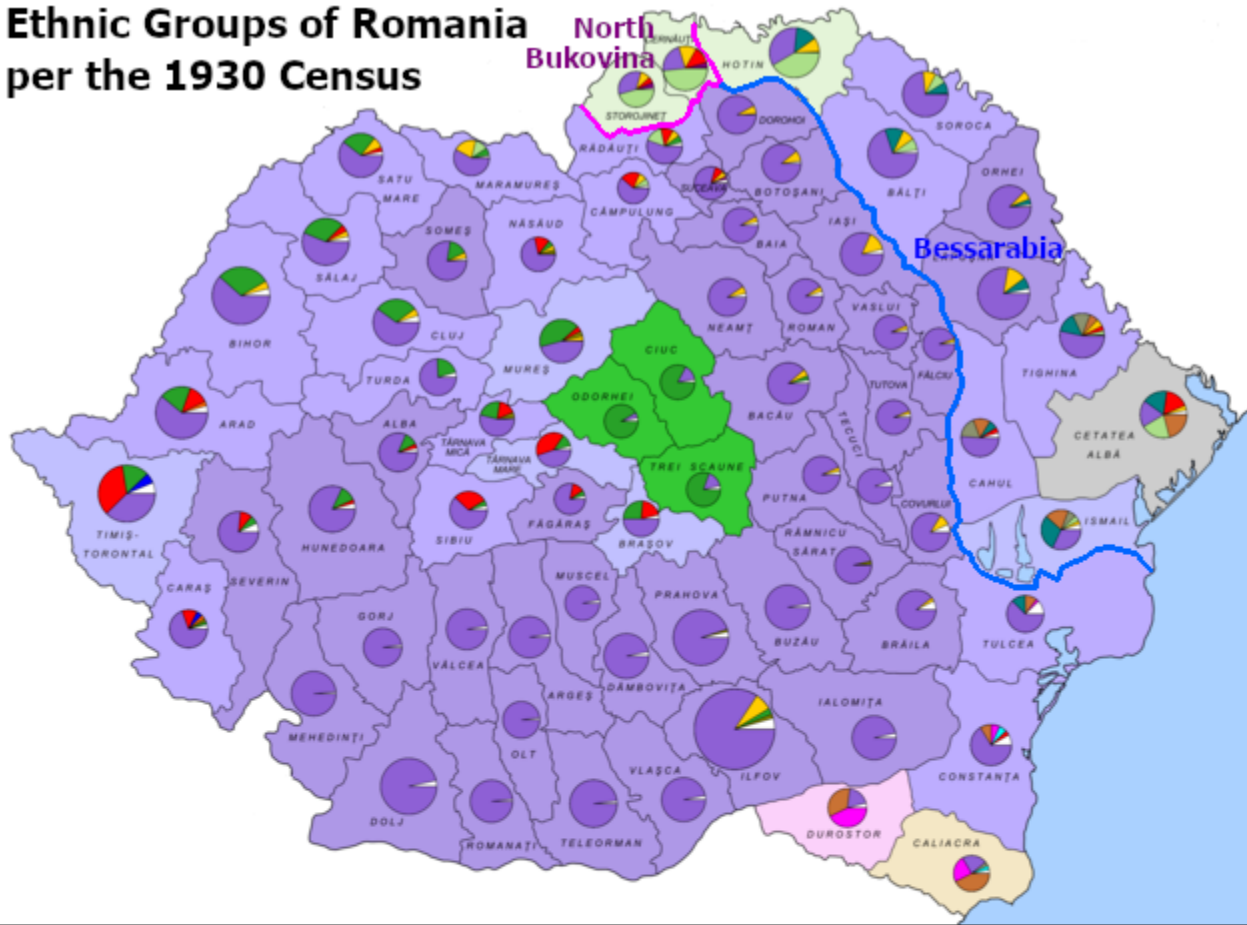 Ethnic Groups of Romania
per the 1930 Census
North
Bukovina
CERNĂUȚI
HOTIN
STOROJINEȚ
SOROCA
DOROHOI
RĂDĂUȚI
BĂLȚI
ORHEI
SATU
MARE
MARAMUREȘ
SUCEAVA
BOTOȘANI
CÂMPULUNG
NĂSĂUD
SOMEȘ
IAȘI
BAIA
Bessarabia
SĂLAJ
BIHOR
CLUJ
NEAMȚ
ROMAN
VASLUI
CIUC
MUREȘ
TIGHINA
TURDA
FĂLCIU
TUTOVA
ODORHEI
BACĂU
ARAD
ALBA
TÂRNAVA
MICĂ
TECUCI
CETATEA
ALBĂ
TÂRNAVA
MARE
TREI SCAUNE
CAHUL
PUTNA
COVURLUI
ISMAIL
TIMIȘ-
TORONTAL
HUNEDOARA
SIBIU
FĂGĂRAȘ
BRAȘOV
RÂMNICU
SĂRAT
SEVERIN
CARAȘ
MUSCEL
PRAHOVA
GORJ
BUZĂU
BRĂILA
TULCEA
VÂLCEA
DÂMBOVIȚA
ARGEȘ
IALOMIȚA
MEHEDINȚI
OLT
VLAȘCA
ILFOV
CONSTANȚA
DOLJ
ROMANAȚI
TELEORMAN
DUROSTOR
CALIACRA